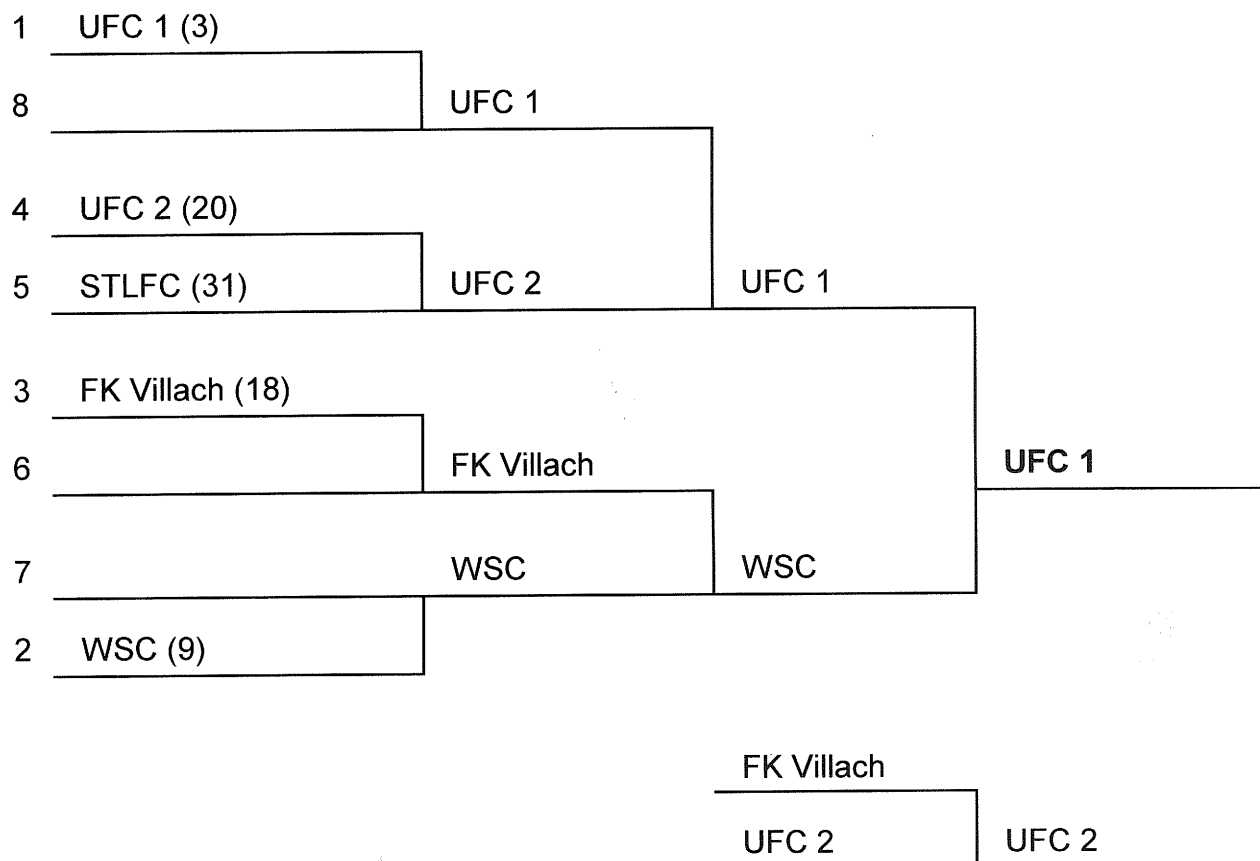 1 UFC 1 (3)
8 UFC 1
4 UFC 2 (20)
5 STLFC (31) UFC 2 UFC 1
3 FK Villach (18)
6 FK Villach UFC 1
7 WSC WSC
2 WSC (9)
FK Villach
UFC 2 UFC 2